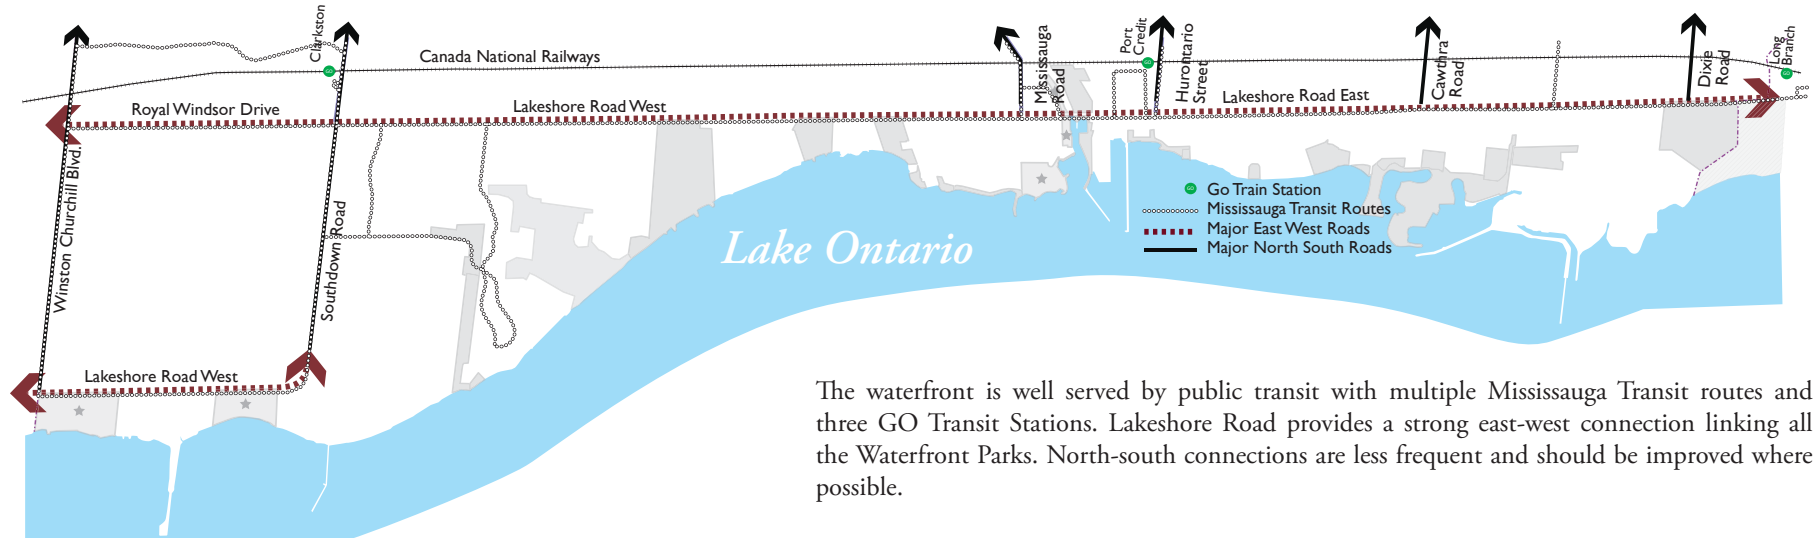 Clarkston
Canada National Railways
Mississauga
Road
Port
Credit
Hurontario
Street
Cawthra
Road
Dixie
Road
Long
Branch
Royal Windsor Drive
Lakeshore Road West
Lakeshore Road East
Winston Churchill Blvd.
Southdown Road
Lakeshore Road West
Lake Ontario
GO Go Train Station
Mississauga Transit Routes
Major East West Roads
Major North South Roads
The waterfront is well served by public transit with multiple Mississauga Transit routes and
three GO Transit Stations. Lakeshore Road provides a strong east-west connection linking all
the Waterfront Parks. North-south connections are less frequent and should be improved where
possible.